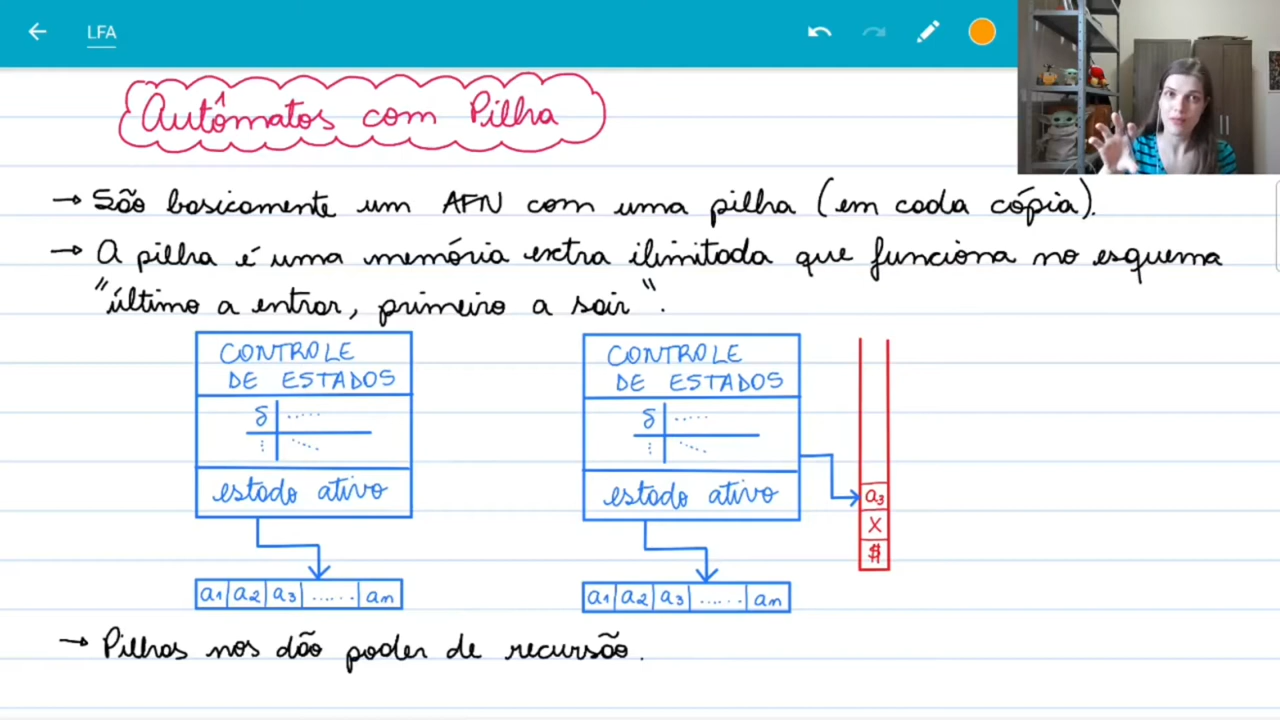 LFA
Autômatos com Pilha
→ São basicamente um AFN com uma pilha (em cada cópia).
→ A pilha é uma memória extra ilimitada que funciona no esquema
"último a entrar, primeiro a sair".
CONTROLE
DE ESTADOS
δ ......
estado ativo
a1 a2 a3 ...... an
CONTROLE
DE ESTADOS
δ ......
estado ativo
a1 a2 a3 ...... an
a3
X
$
→ Pilhas nos dão poder de recursão.